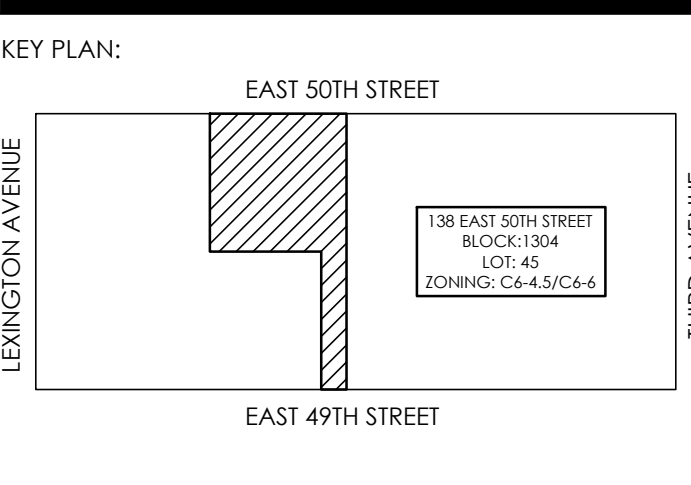 KEY PLAN:
EAST 50TH STREET
LEXINGTON AVENUE
138 EAST 50TH STREET
BLOCK:1304
LOT: 45
ZONING: C6-4.5/C6-6
EAST 49TH STREET